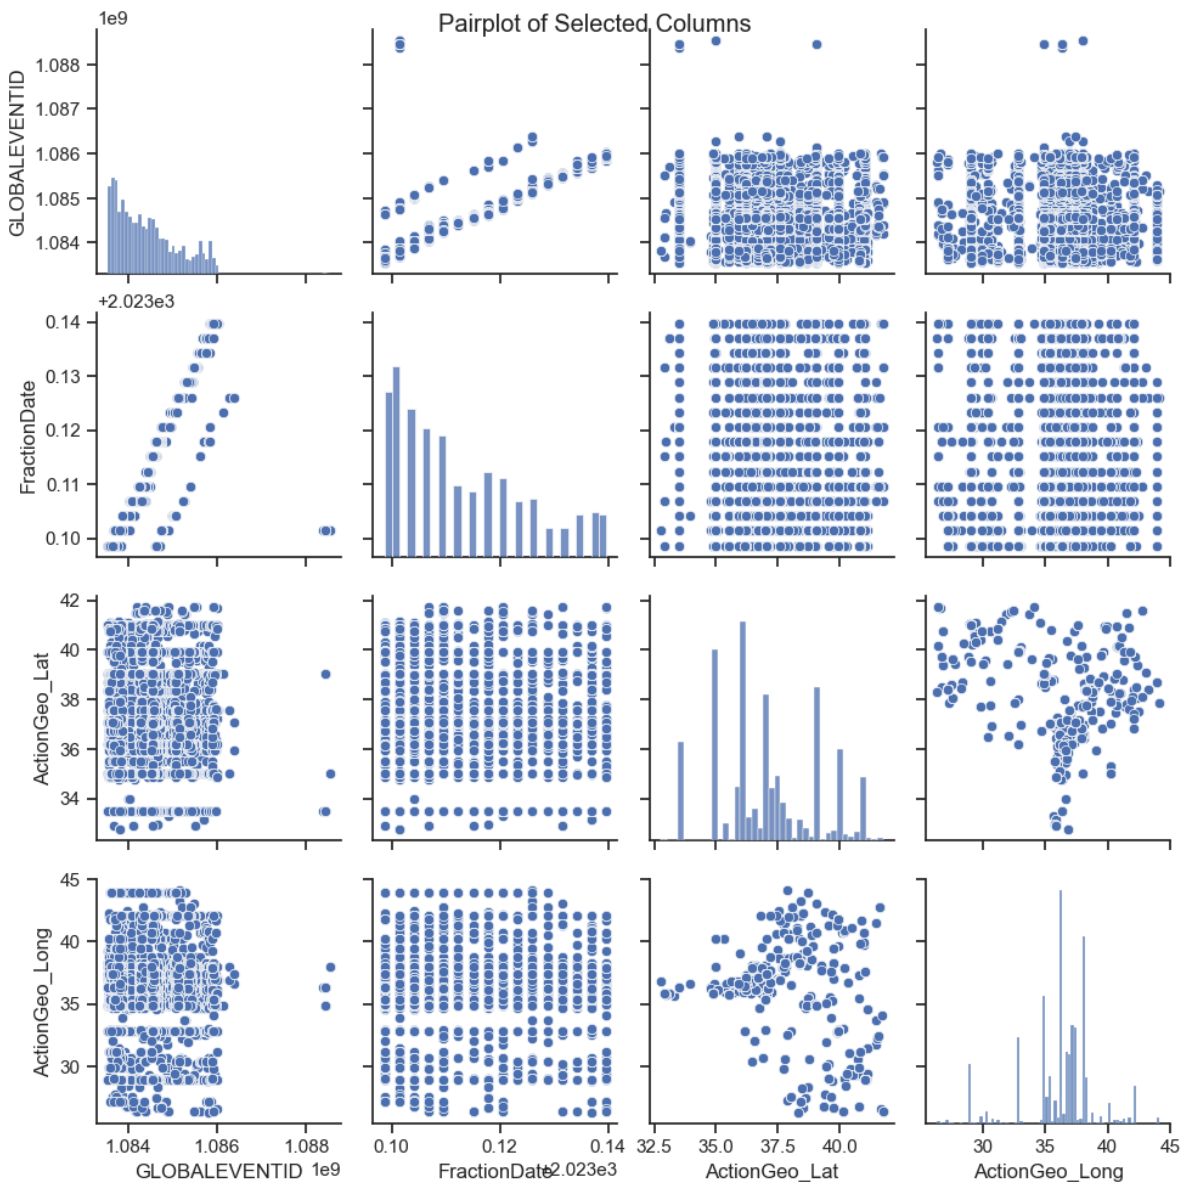 Pairplot of Selected Columns
1e9
1.088
1.087
1.086
1.085
1.084
GLOBALEVENTID
+2.023e3
0.14
0.13
0.12
0.11
0.10
FractionDate
42
40
38
36
34
ActionGeo_Lat
45
40
35
30
ActionGeo_Long
1.084 1.086 1.088
GLOBALEVENTID 1e9
0.10 0.12 0.14
FractionDate +2.023e3
32.5 35.0 37.5 40.0
ActionGeo_Lat
30 35 40 45
ActionGeo_Long